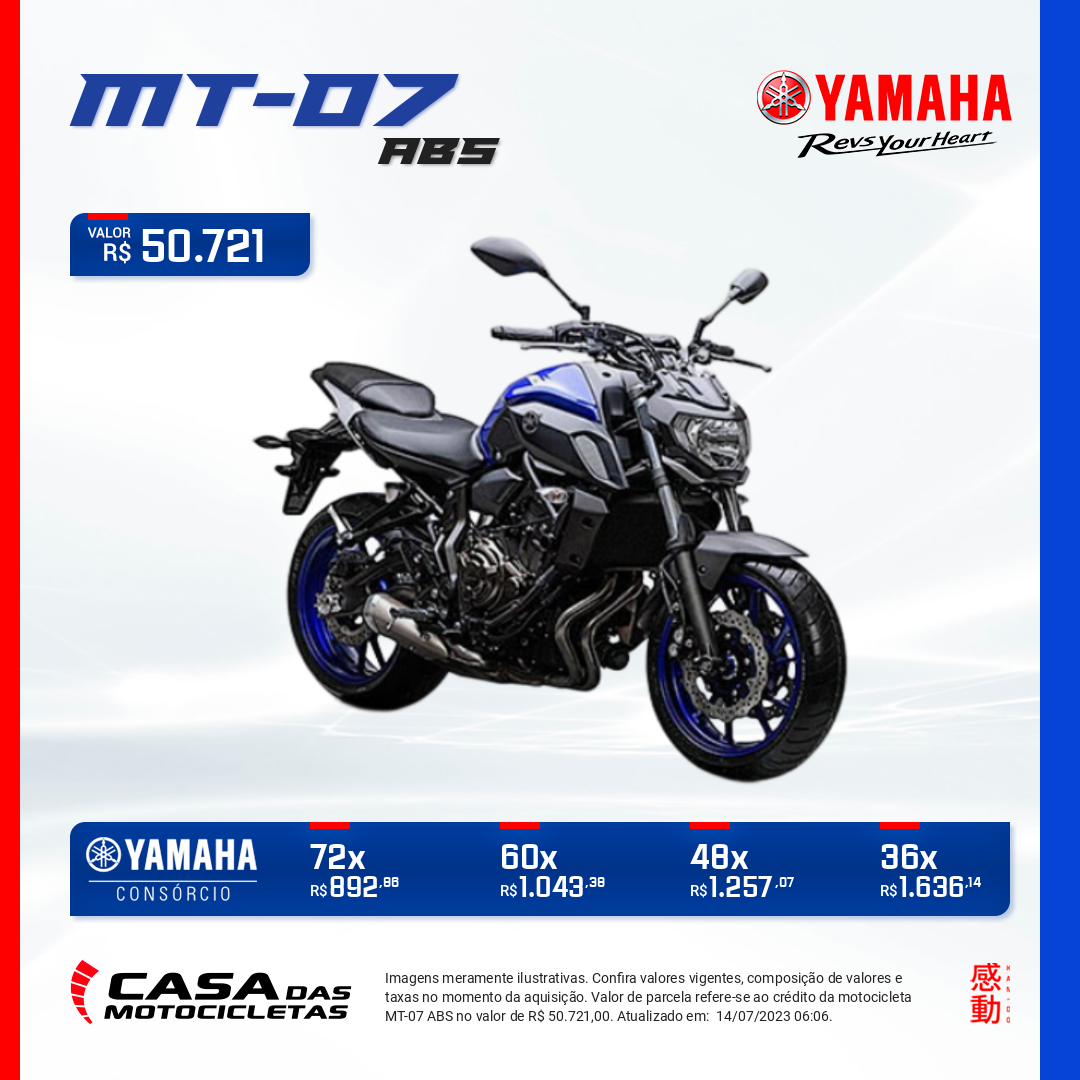 MT-07
ABS
YAMAHA
Revs Your Heart
VALOR
R$ 50.721
YAMAHA
CONSÓRCIO
72x
R$ 892,86
60x
R$ 1.043,38
48x
R$ 1.257,07
36x
R$ 1.636,14
CASA DAS
MOTOCICLETAS
Imagens meramente ilustrativas. Confira valores vigentes, composição de valores e
taxas no momento da aquisição. Valor de parcela refere-se ao crédito da motocicleta
MT-07 ABS no valor de R$ 50.721,00. Atualizado em: 14/07/2023 06:06.
感動